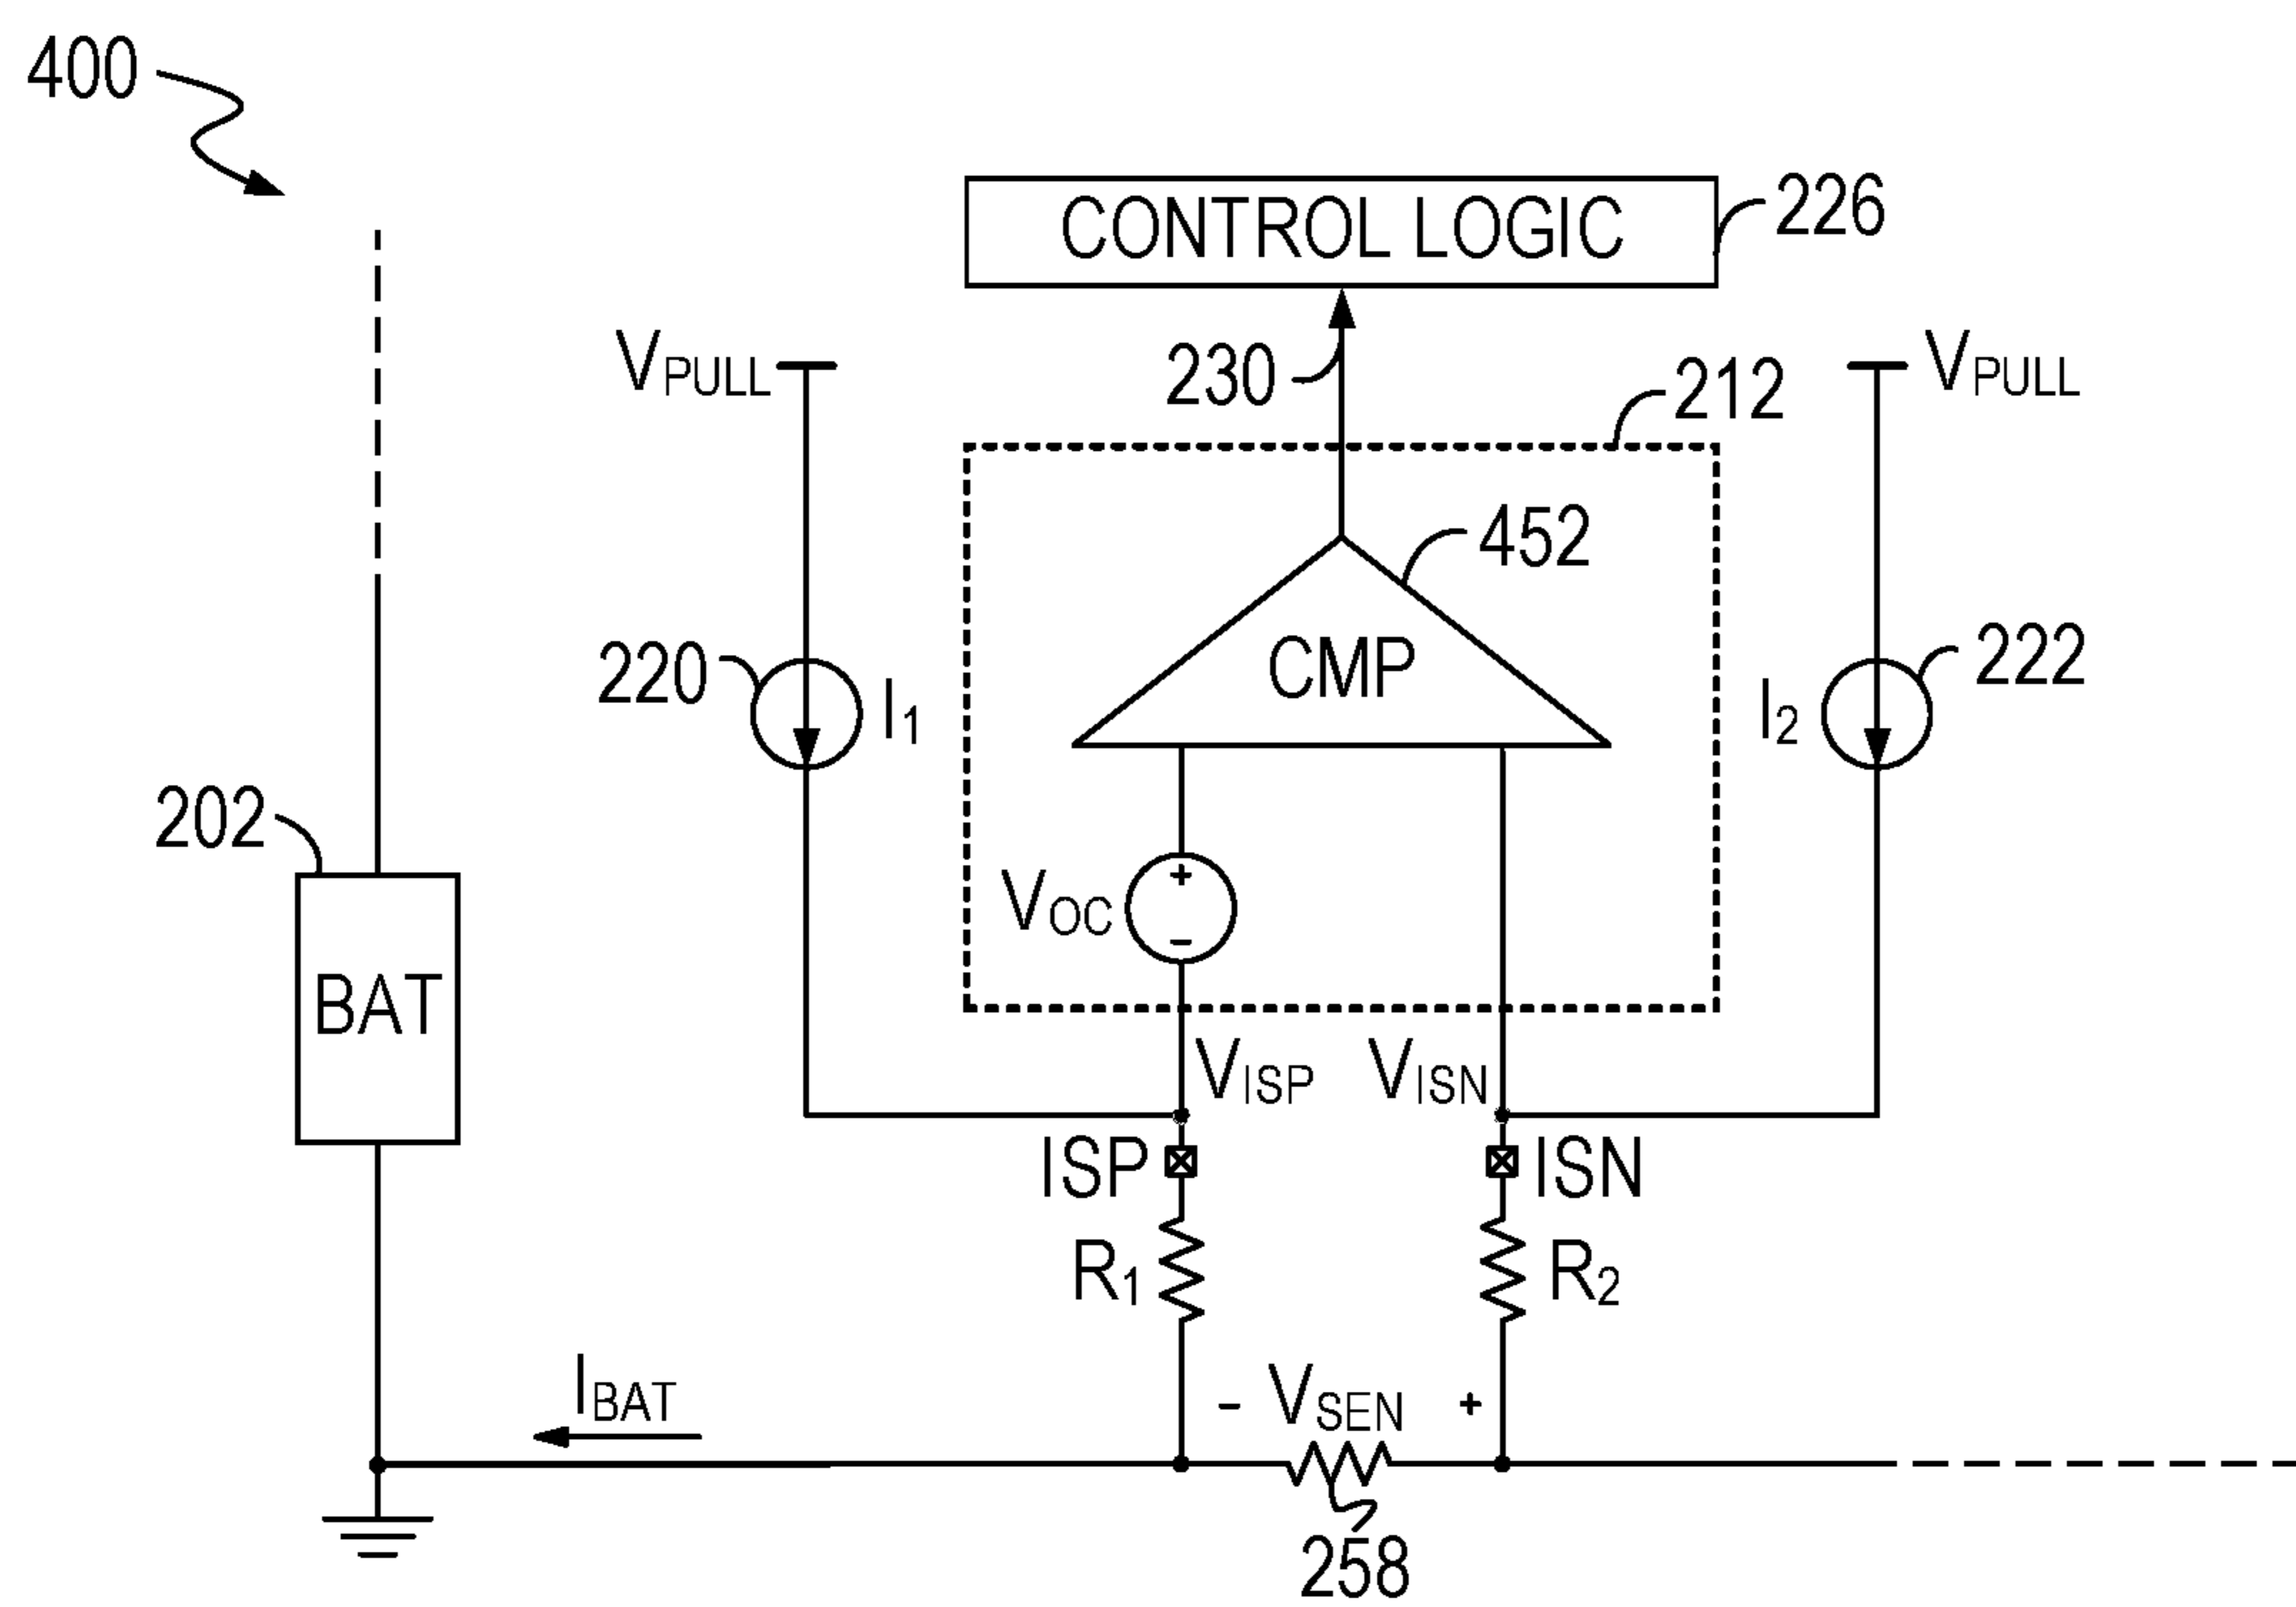 400
CONTROL LOGIC
226
VPULL
230
VPULL
212
452
220
I1
CMP
I2
222
202
VOC
+
-
BAT
VISP
VISN
ISP
ISN
R1
R2
IBAT
- VSEN +
258